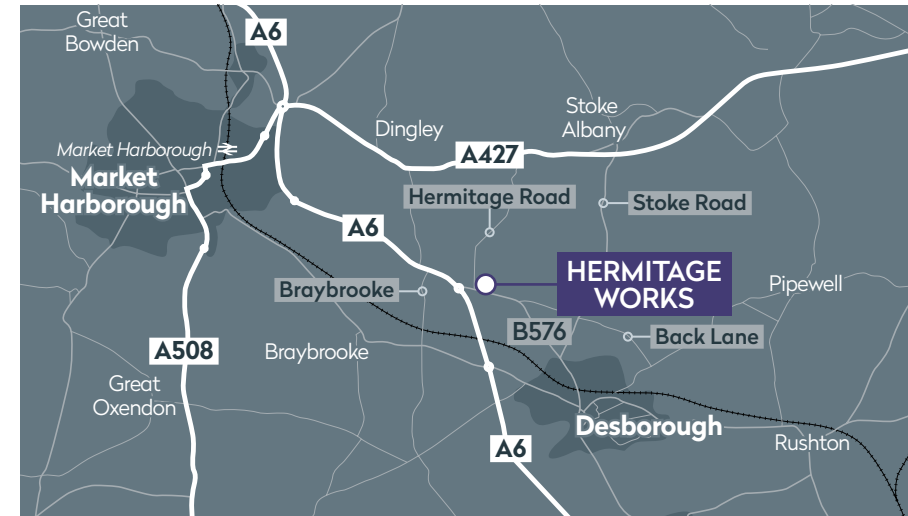 Great
Bowden
A6
Dingley
Stoke
Albany
Market Harborough
A427
Market
Harborough
Hermitage Road
Stoke Road
A6
HERMITAGE
WORKS
Braybrooke
Pipewell
B576
Back Lane
A508
Braybrooke
Great
Oxendon
Desborough
Rushton
A6